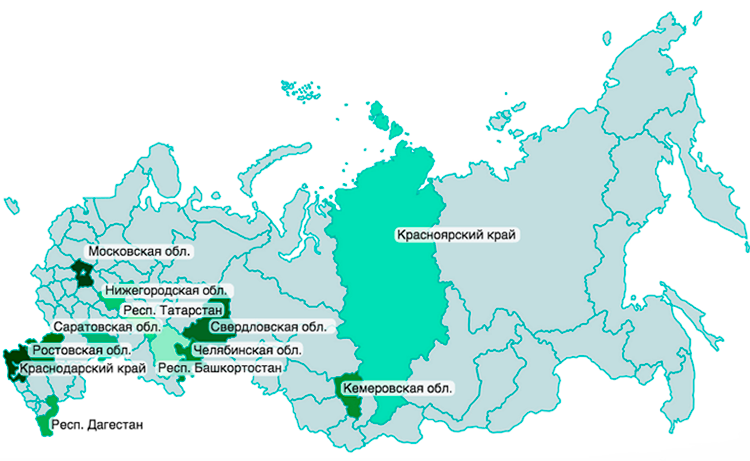 Красноярский край
Московская обл.
Нижегородская обл.
Респ. Татарстан
Саратовская обл.
Свердловская обл.
Ростовская обл.
Челябинская обл.
Краснодарский край
Респ. Башкортостан
Кемеровская обл.
Респ. Дагестан